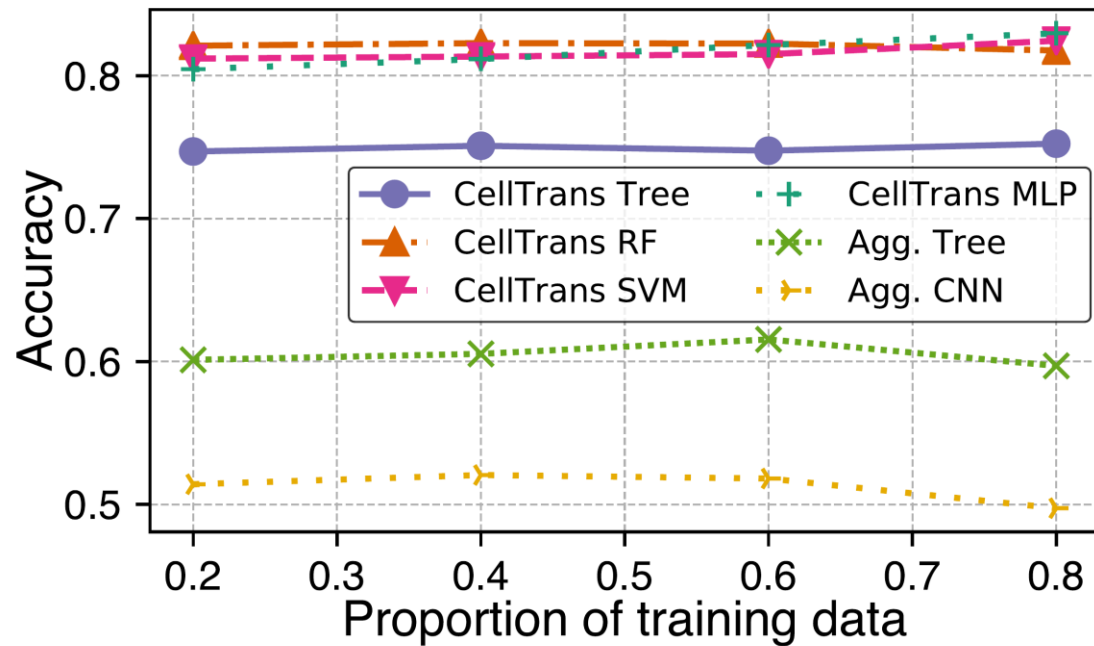 Accuracy
0.8
0.7
0.6
0.5
CellTrans Tree
CellTrans RF
CellTrans SVM
CellTrans MLP
Agg. Tree
Agg. CNN
0.2 0.3 0.4 0.5 0.6 0.7 0.8
Proportion of training data